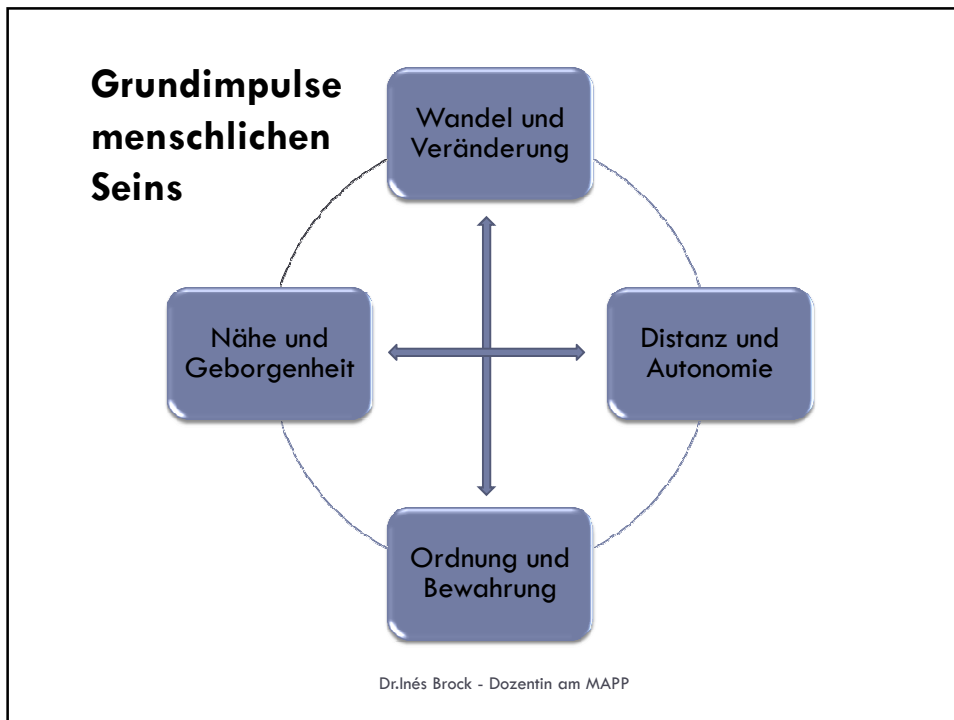 Grundimpulse
menschlichen
Seins
Wandel und
Veränderung
Nähe und
Geborgenheit
Distanz und
Autonomie
Ordnung und
Bewahrung
Dr.Inés Brock - Dozentin am MAPP